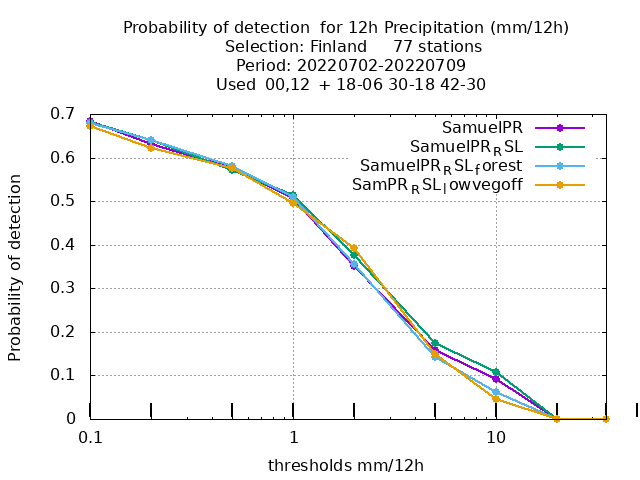 Probability of detection  for 12h Precipitation (mm/12h)
Selection: Finland     77 stations
Period: 20220702-20220709
Used  00,12  + 18-06 30-18 42-30
SamuelPR
SamuelPR_RSL
SamuelPR_RSL_forest
SamPR_RSL_lowvegoff
0.7
0.6
0.5
0.4
0.3
0.2
0.1
0
0.1 1 10
Probability of detection
thresholds mm/12h